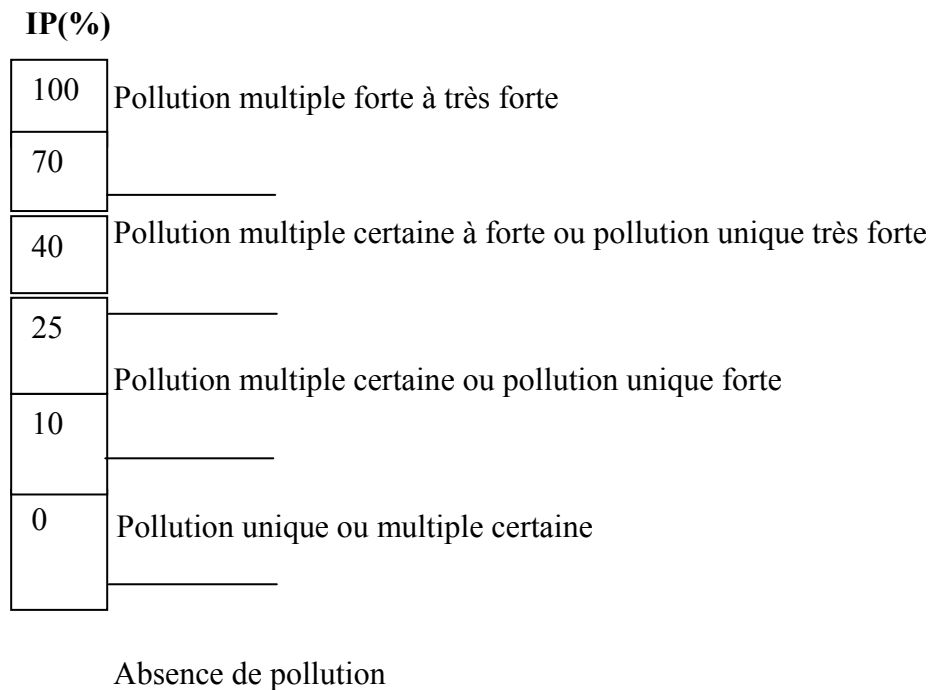 IP(%)
100 Pollution multiple forte à très forte
70
40 Pollution multiple certaine à forte ou pollution unique très forte
25
Pollution multiple certaine ou pollution unique forte
10
0 Pollution unique ou multiple certaine
Absence de pollution